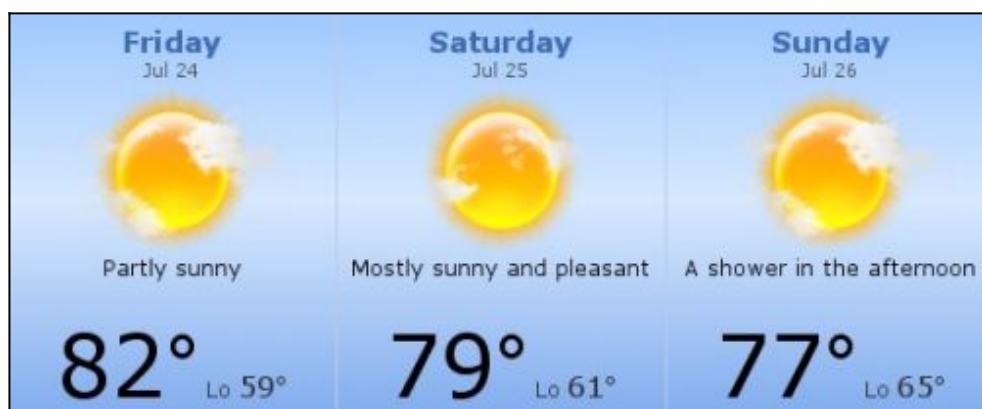 Friday
Jul 24
Partly sunny
82° Lo 59°
Saturday
Jul 25
Mostly sunny and pleasant
79° Lo 61°
Sunday
Jul 26
A shower in the afternoon
77° Lo 65°